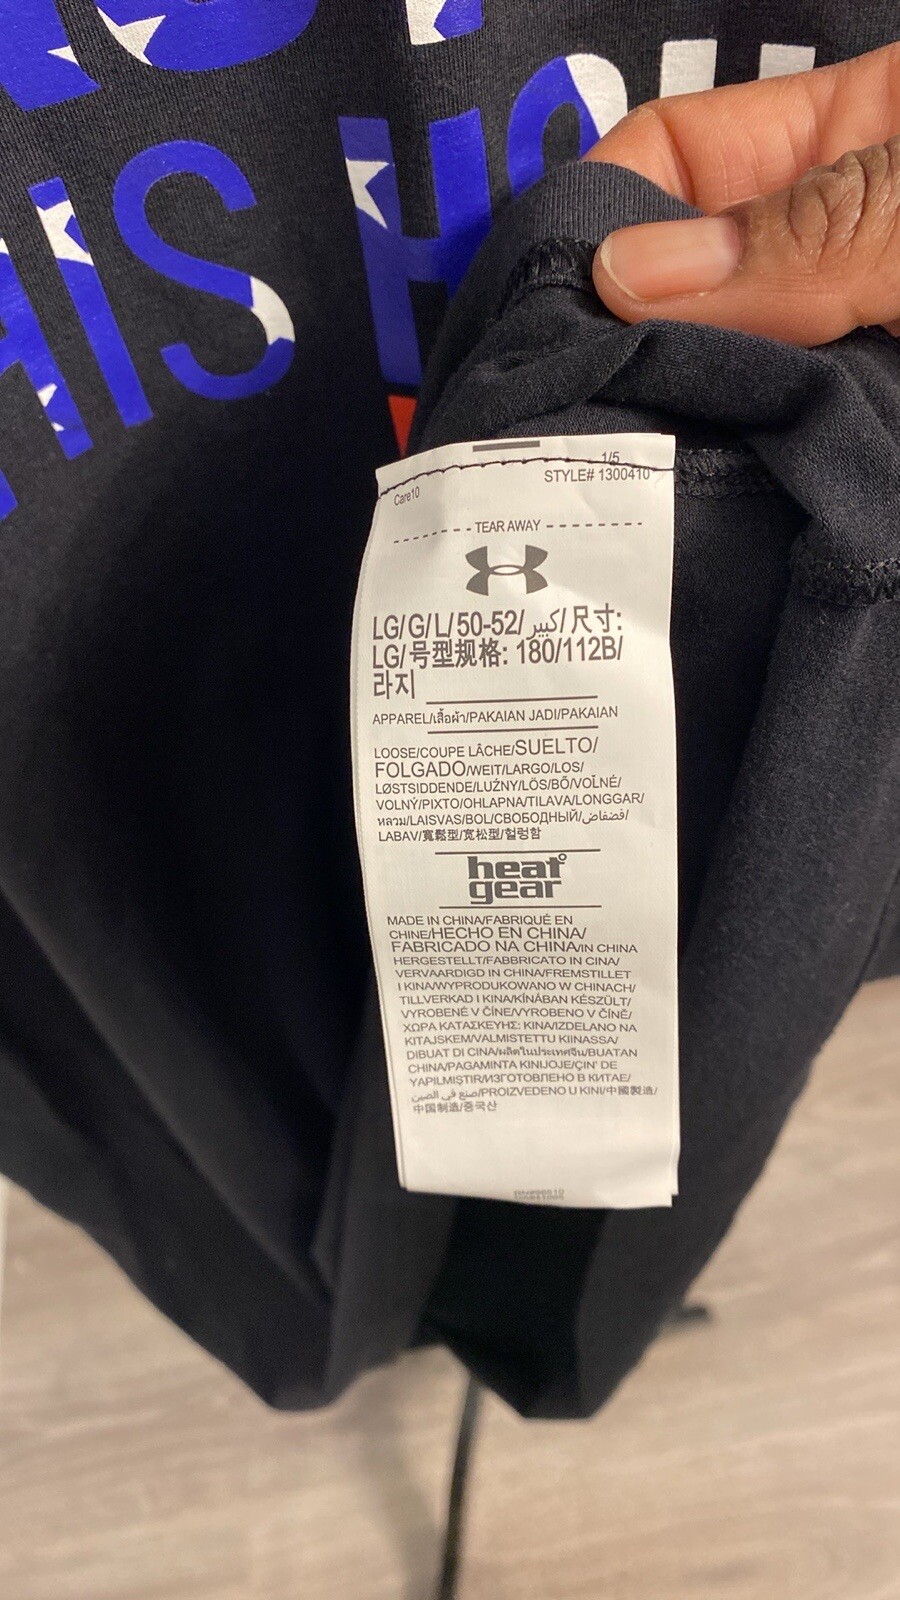 HIS HOU
1/5
STYLE# 1300410
Care10
TEAR AWAY
LG/G/L/50-52/كبير/尺寸:
LG/号型规格: 180/112B/
라지
APPAREL/เสื้อผ้า/PAKAIAN JADI/PAKAIAN
LOOSE/COUPE LÂCHE/SUELTO/
FOLGADO/WEIT/LARGO/LOS/
LØSTSIDDENDE/LUŹNY/LÖS/BŐ/VOĽNÉ/
VOLNÝ/PIXTO/OHLAPNA/TILAVA/LONGGAR/
หลวม/LAISVAS/BOL/СВОБОДНЫЙ/فضفاض/
LABAV/寬鬆型/宽松型/헐렁함
heat
gear
MADE IN CHINA/FABRIQUÉ EN
CHINE/HECHO EN CHINA/
FABRICADO NA CHINA/IN CHINA
HERGESTELLT/FABBRICATO IN CINA/
VERVAARDIGD IN CHINA/FREMSTILLET
I KINA/WYPRODUKOWANO W CHINACH/
TILLVERKAD I KINA/KÍNÁBAN KÉSZÜLT/
VYROBENÉ V ČÍNE/VYROBENO V ČÍNĚ/
ΧΩΡΑ ΚΑΤΑΣΚΕΥΗΣ: KINA/IZDELANO NA
KITAJSKEM/VALMISTETTU KIINASSA/
DIBUAT DI CINA/ผลิตในประเทศจีน/BUATAN
CHINA/PAGAMINTA KINIJOJE/ÇIN' DE
YAPILMIŞTIR/ИЗГОТОВЛЕНО В КИТАЕ/
صنع في الصين/PROIZVEDENO U KINI/中國製造/
中国制造/중국산